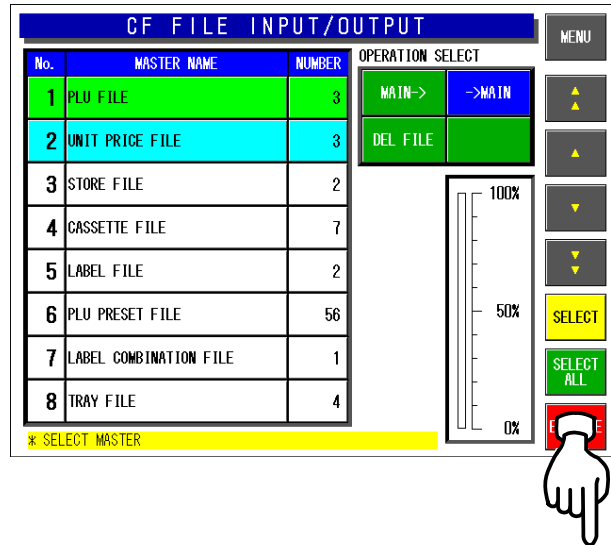 CF FILE INPUT/OUTPUT
MENU
No. MASTER NAME NUMBER
1 PLU FILE 3
2 UNIT PRICE FILE 3
3 STORE FILE 2
4 CASSETTE FILE 7
5 LABEL FILE 2
6 PLU PRESET FILE 56
7 LABEL COMBINATION FILE 1
8 TRAY FILE 4
* SELECT MASTER
OPERATION SELECT
MAIN-> ->MAIN
DEL FILE
100%
50%
0%
SELECT
SELECT
ALL